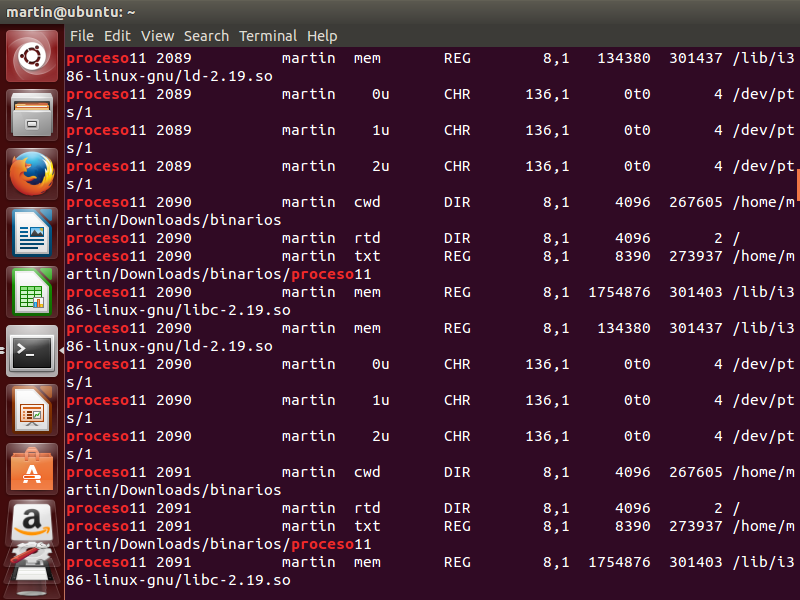 martin@ubuntu: ~
File Edit View Search Terminal Help
proceso11 2089 martin mem REG 8,1 134380 301437 /lib/i3
86-linux-gnu/ld-2.19.so
proceso11 2089 martin 0u CHR 136,1 0t0 4 /dev/pt
s/1
proceso11 2089 martin 1u CHR 136,1 0t0 4 /dev/pt
s/1
proceso11 2089 martin 2u CHR 136,1 0t0 4 /dev/pt
s/1
proceso11 2090 martin cwd DIR 8,1 4096 267605 /home/m
artin/Downloads/binarios
proceso11 2090 martin rtd DIR 8,1 4096 2 /
proceso11 2090 martin txt REG 8,1 8390 273937 /home/m
artin/Downloads/binarios/proceso11
proceso11 2090 martin mem REG 8,1 1754876 301403 /lib/i3
86-linux-gnu/libc-2.19.so
proceso11 2090 martin mem REG 8,1 134380 301437 /lib/i3
86-linux-gnu/ld-2.19.so
proceso11 2090 martin 0u CHR 136,1 0t0 4 /dev/pt
s/1
proceso11 2090 martin 1u CHR 136,1 0t0 4 /dev/pt
s/1
proceso11 2090 martin 2u CHR 136,1 0t0 4 /dev/pt
s/1
proceso11 2091 martin cwd DIR 8,1 4096 267605 /home/m
artin/Downloads/binarios
proceso11 2091 martin rtd DIR 8,1 4096 2 /
proceso11 2091 martin txt REG 8,1 8390 273937 /home/m
artin/Downloads/binarios/proceso11
proceso11 2091 martin mem REG 8,1 1754876 301403 /lib/i3
86-linux-gnu/libc-2.19.so